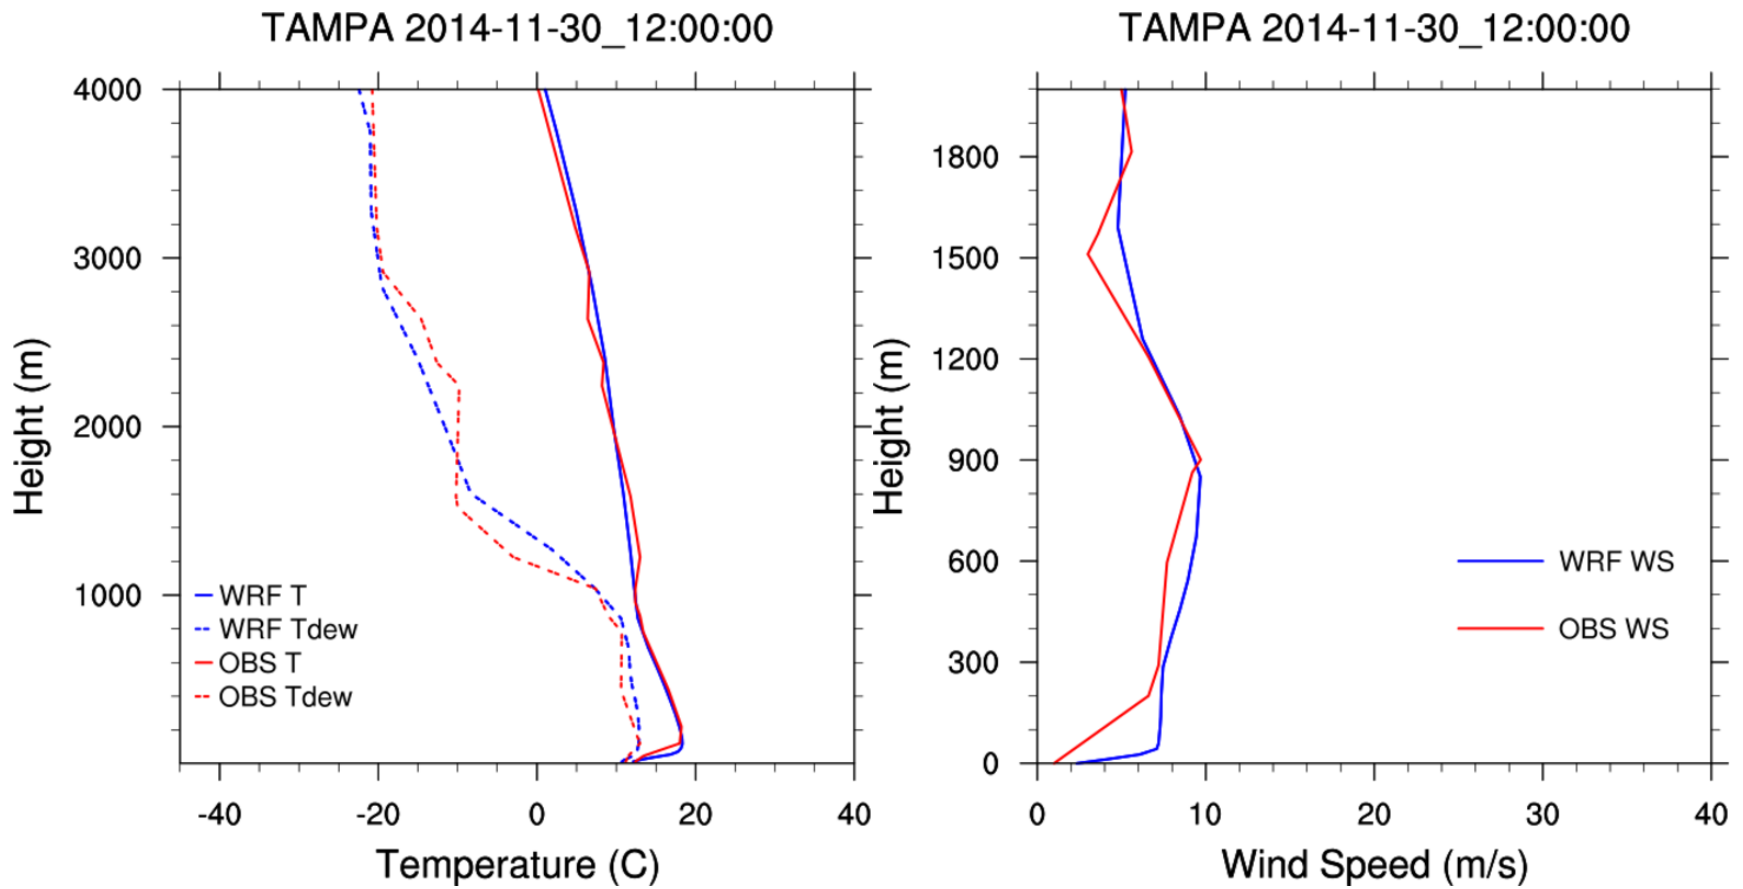 TAMPA 2014-11-30_12:00:00
4000
3000
2000
1000
Height (m)
WRF T
WRF Tdew
OBS T
OBS Tdew
-40 -20 0 20 40
Temperature (C)
TAMPA 2014-11-30_12:00:00
1800
1500
1200
900
600
300
0
Height (m)
WRF WS
OBS WS
0 10 20 30 40
Wind Speed (m/s)